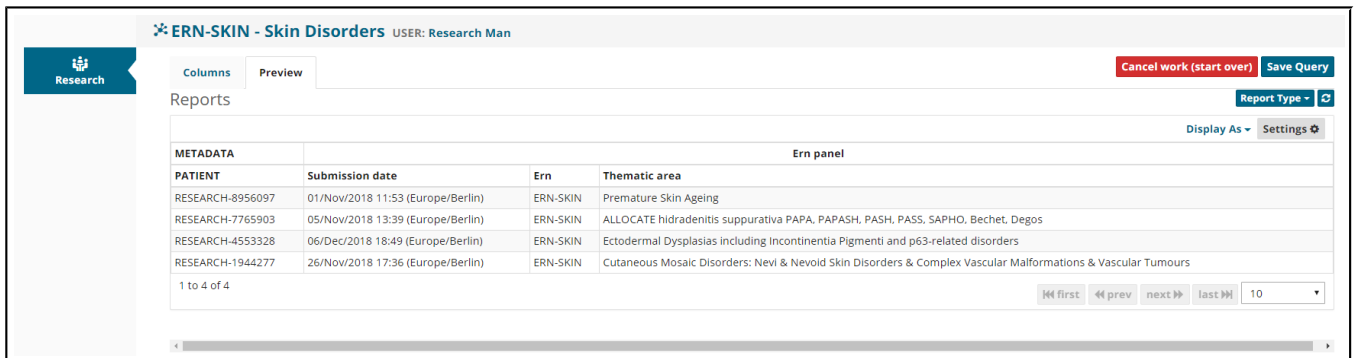 ERN-SKIN - Skin Disorders USER: Research Man
Research
Columns Preview
Cancel work (start over) Save Query
Reports
Report Type
Display As Settings
METADATA Ern panel
PATIENT Submission date Ern Thematic area
RESEARCH-8956097 01/Nov/2018 11:53 (Europe/Berlin) ERN-SKIN Premature Skin Ageing
RESEARCH-7765903 05/Nov/2018 13:39 (Europe/Berlin) ERN-SKIN ALLOCATE hidradenitis suppurativa PAPA, PAPASH, PASH, PASS, SAPHO, Bechet, Degos
RESEARCH-4553328 06/Dec/2018 18:49 (Europe/Berlin) ERN-SKIN Ectodermal Dysplasias including Incontinentia Pigmenti and p63-related disorders
RESEARCH-1944277 26/Nov/2018 17:36 (Europe/Berlin) ERN-SKIN Cutaneous Mosaic Disorders: Nevi & Nevoid Skin Disorders & Complex Vascular Malformations & Vascular Tumours
1 to 4 of 4
first prev next last 10